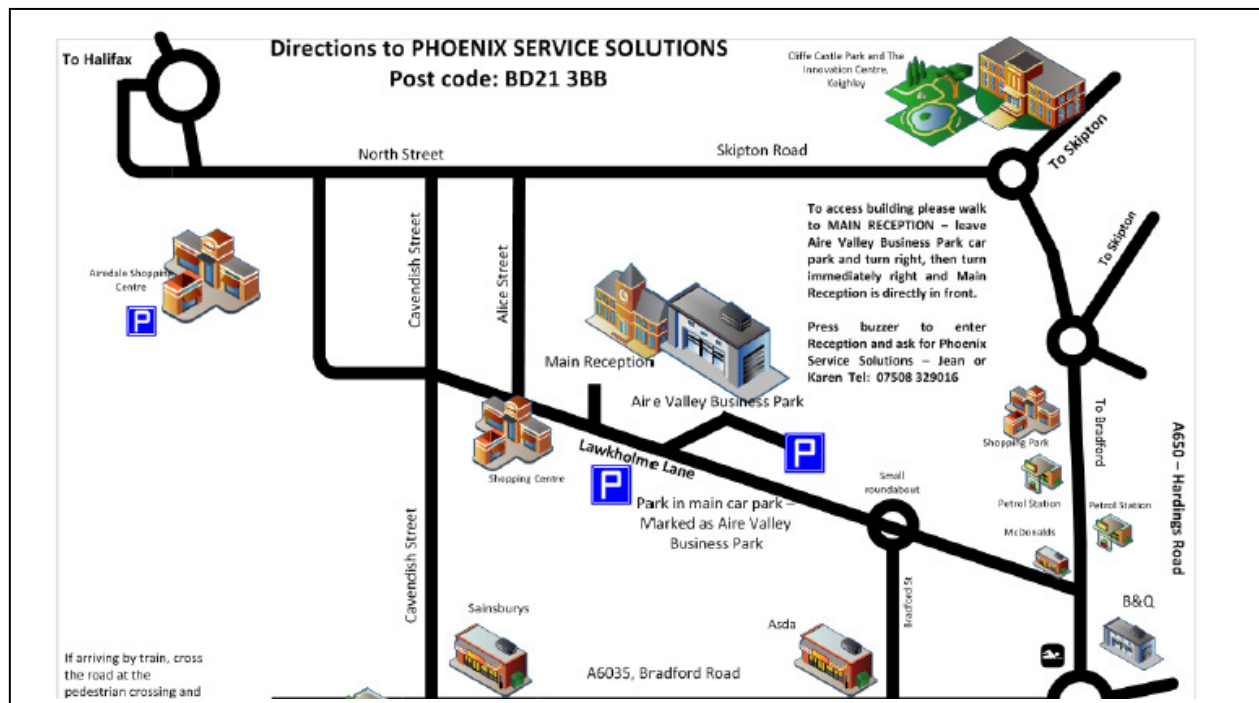 Directions to PHOENIX SERVICE SOLUTIONS
Post code: BD21 3BB
To Halifax
Cliffe Castle Park and The
Innovation Centre,
Keighley
North Street
Skipton Road
To Skipton
To access building please walk
to MAIN RECEPTION – leave
Aire Valley Business Park car
park and turn right, then turn
immediately right and Main
Reception is directly in front.
Press buzzer to enter
Reception and ask for Phoenix
Service Solutions – Jean or
Karen Tel: 07508 329016
To Skipton
Cavendish Street
Alice Street
Airedale Shopping
Centre
P
Main Reception
Aire Valley Business Park
P
To Bradford
A650 – Hardings Road
Shopping Park
Shopping Centre
Lawkholme Lane
P
Park in main car park –
Marked as Aire Valley
Business Park
Small
roundabout
Petrol Station
Petrol Station
McDonalds
Cavendish Street
Bradford St
B&Q
Sainsburys
Asda
A6035, Bradford Road
If arriving by train, cross
the road at the
pedestrian crossing and